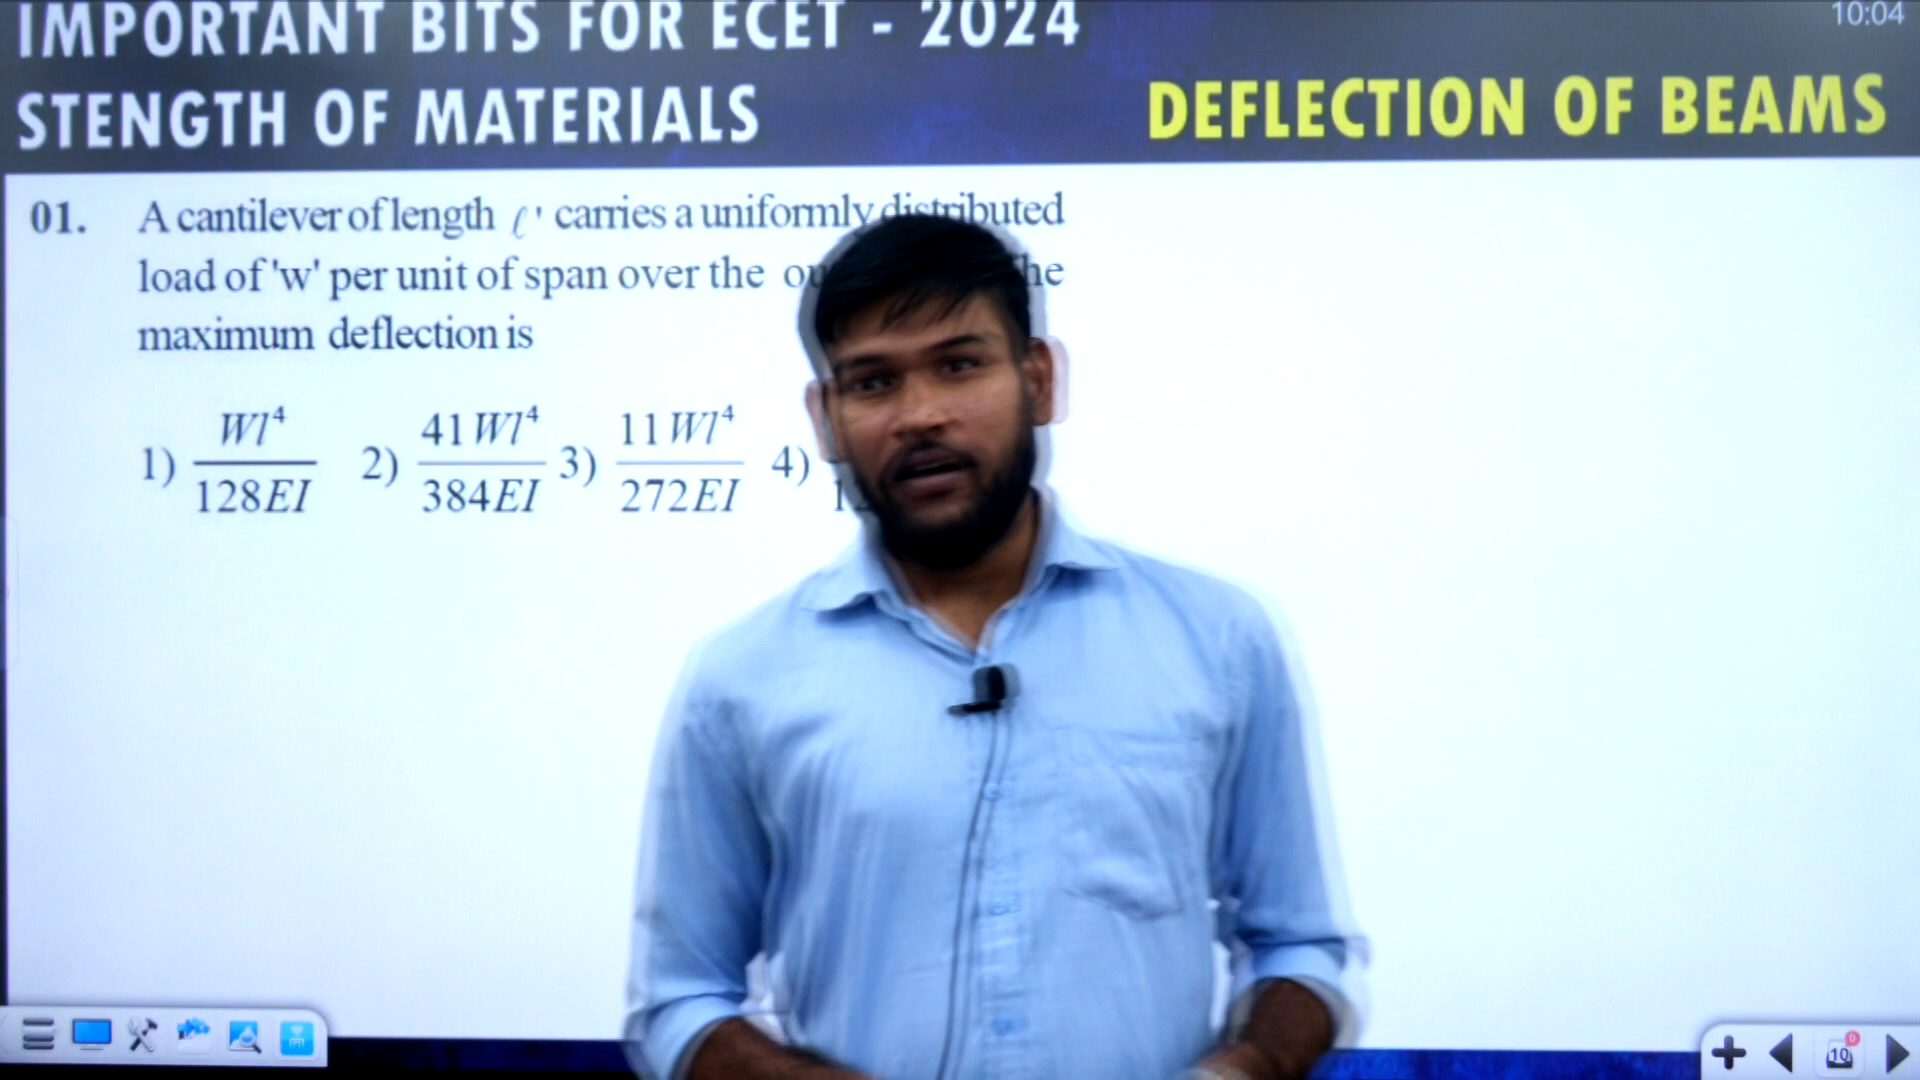 IMPORTANT BITS FOR ECET - 2024
10:04
STENGTH OF MATERIALS
DEFLECTION OF BEAMS
01. A cantilever of length ℓ' carries a uniformly distributed
load of 'w' per unit of span over the
maximum deflection is
1) Wl⁴/128EI 2) 41Wl⁴/384EI 3) 11Wl⁴/272EI 4)
10